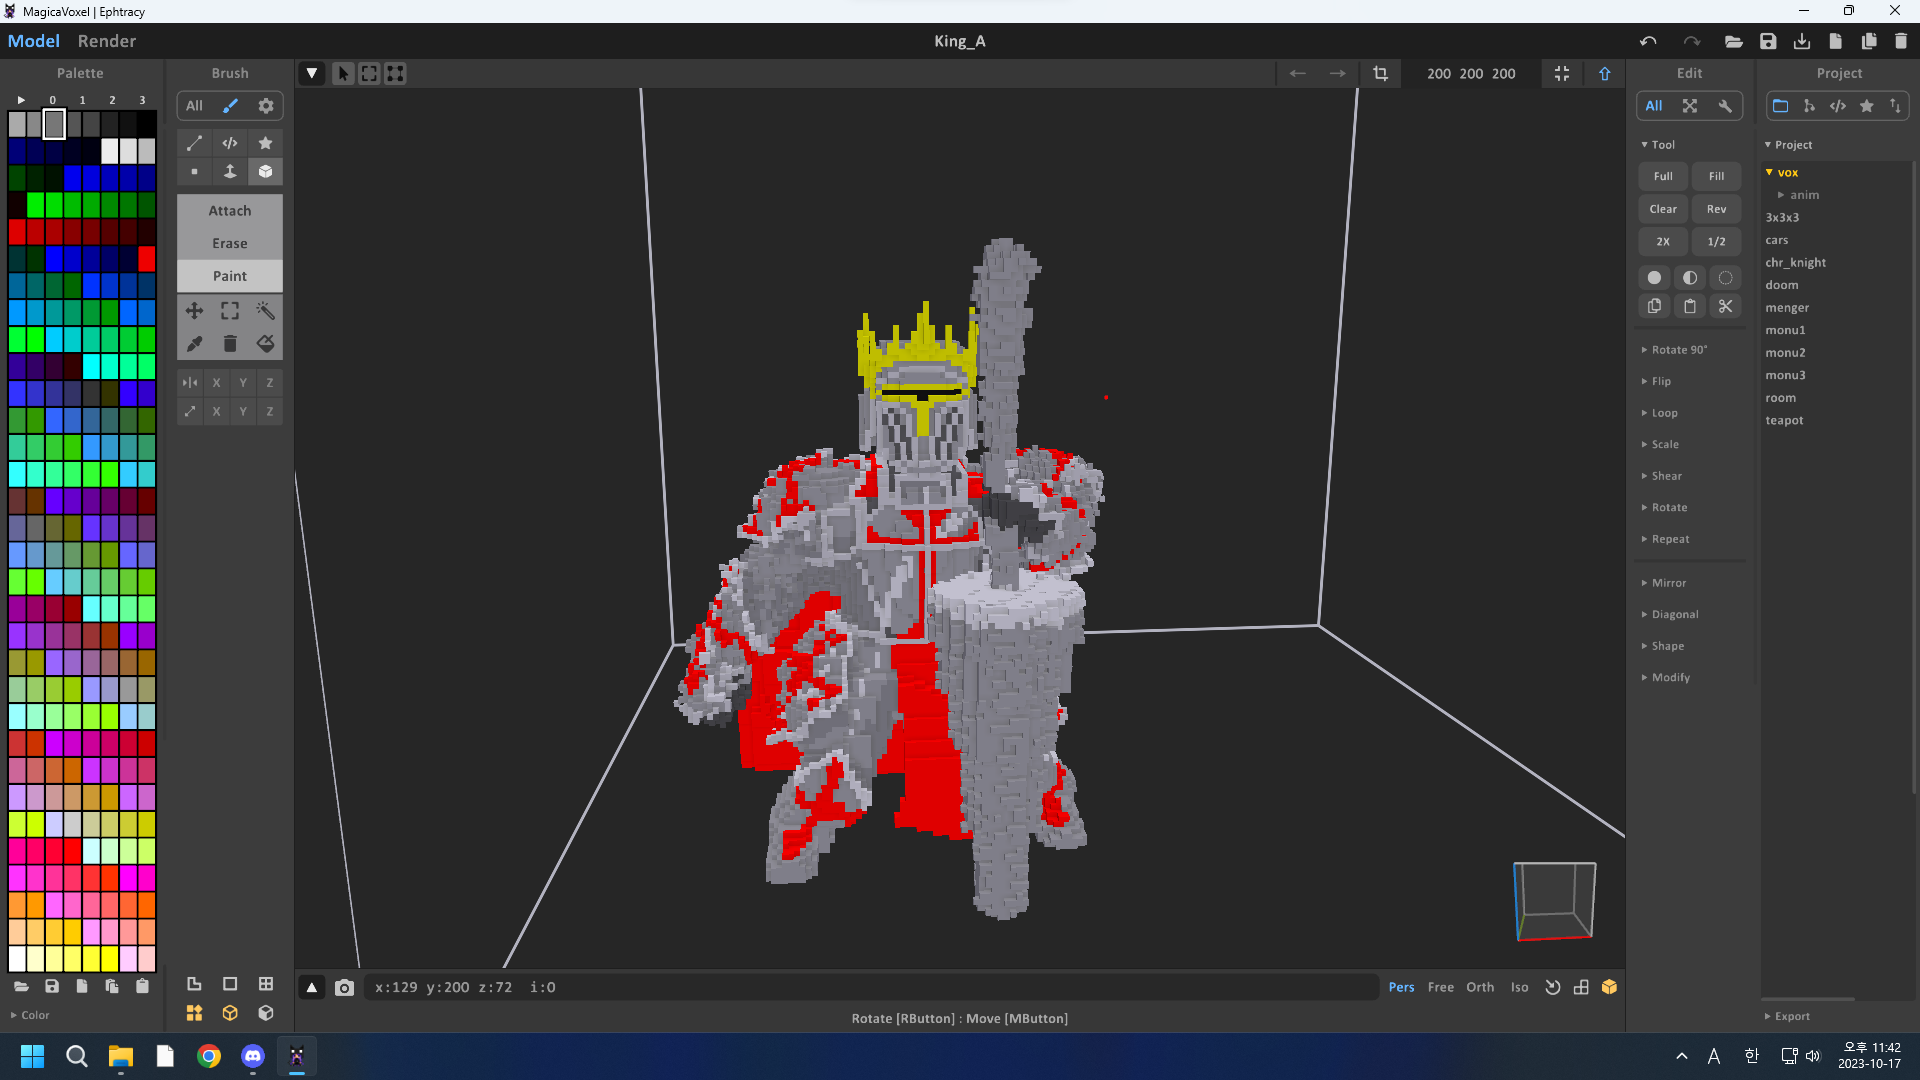 MagicaVoxel | Ephtracy
Model Render
King_A
Palette
0 1 2 3
Color
Brush
All
Attach
Erase
Paint
X Y Z
X Y Z
200 200 200
x:129 y:200 z:72 i:0
Pers Free Orth Iso
Rotate [RButton] : Move [MButton]
Edit
All
Tool
Full Fill
Clear Rev
2X 1/2
Rotate 90°
Flip
Loop
Scale
Shear
Rotate
Repeat
Mirror
Diagonal
Shape
Modify
Project
Project
vox
anim
3x3x3
cars
chr_knight
doom
menger
monu1
monu2
monu3
room
teapot
Export
A 한
오후 11:42
2023-10-17